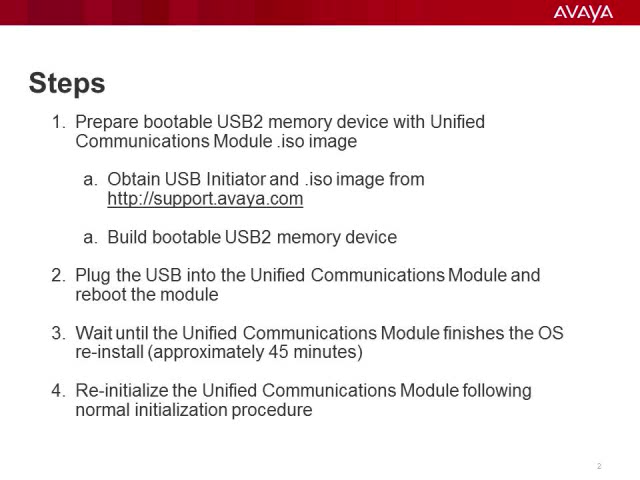 AVAYA
Steps
1. Prepare bootable USB2 memory device with Unified
Communications Module .iso image
a. Obtain USB Initiator and .iso image from
http://support.avaya.com
a. Build bootable USB2 memory device
2. Plug the USB into the Unified Communications Module and
reboot the module
3. Wait until the Unified Communications Module finishes the OS
re-install (approximately 45 minutes)
4. Re-initialize the Unified Communications Module following
normal initialization procedure
2